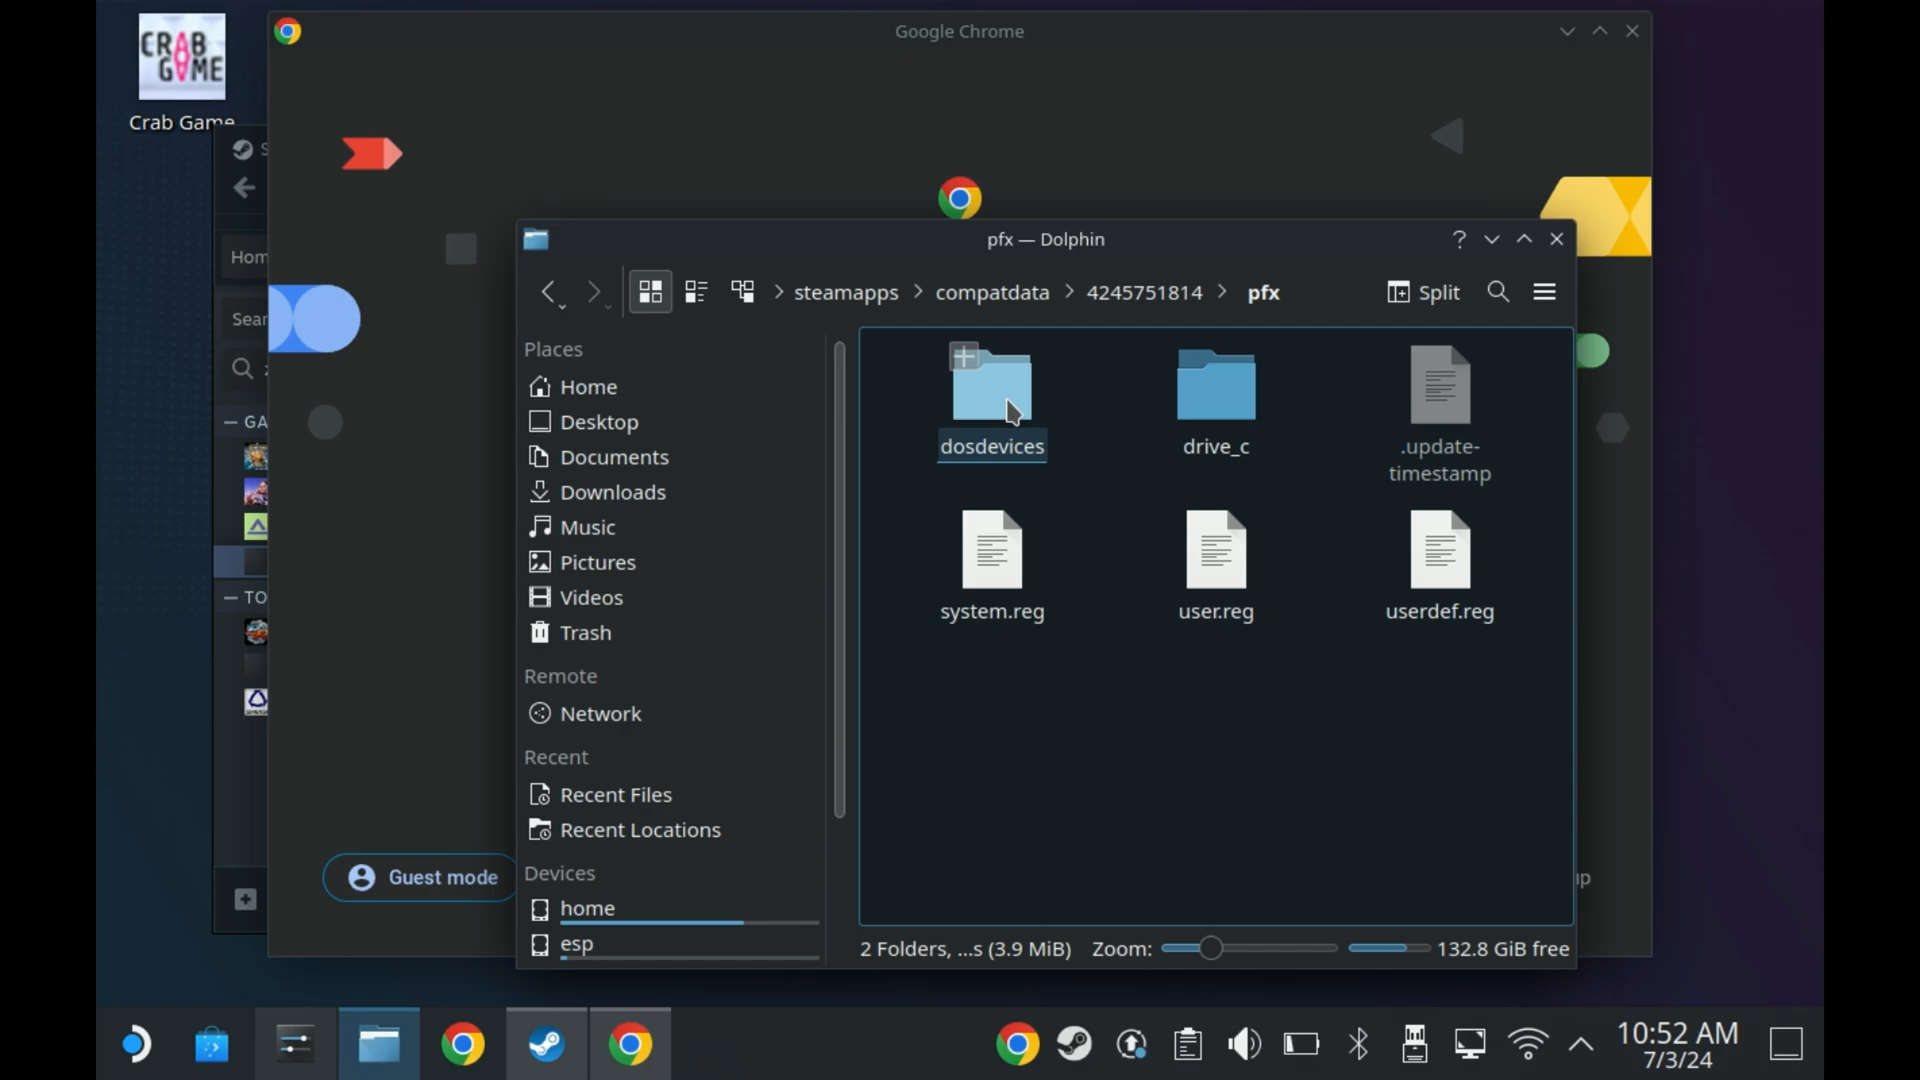 CRAB
GAME
Crab Game
Google Chrome
S
Hom
Sear
GA
TO
pfx — Dolphin
steamapps
compatdata
4245751814
pfx
Split
Places
Home
Desktop
Documents
Downloads
Music
Pictures
Videos
Trash
Remote
Network
Recent
Recent Files
Recent Locations
Devices
home
esp
dosdevices
drive_c
.update-
timestamp
system.reg
user.reg
userdef.reg
2 Folders, ...s (3.9 MiB)
Zoom:
132.8 GiB free
Guest mode
up
10:52 AM
7/3/24